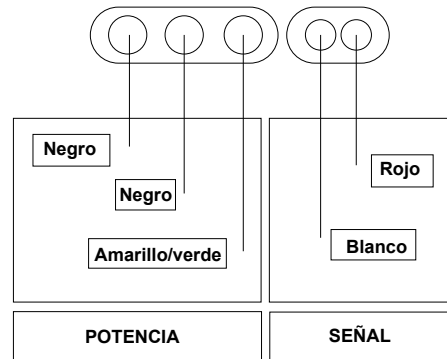 Negro
Rojo
Negro
Blanco
Amarillo/verde
POTENCIA
SEÑAL